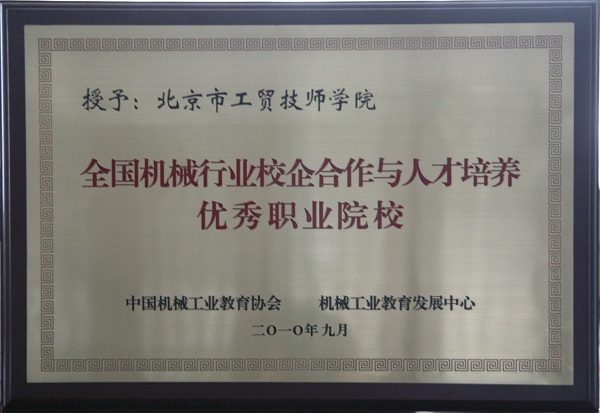 授予：北京市工贸技师学院
全国机械行业校企合作与人才培养
优秀职业院校
中国机械工业教育协会 机械工业教育发展中心
二〇一〇年九月